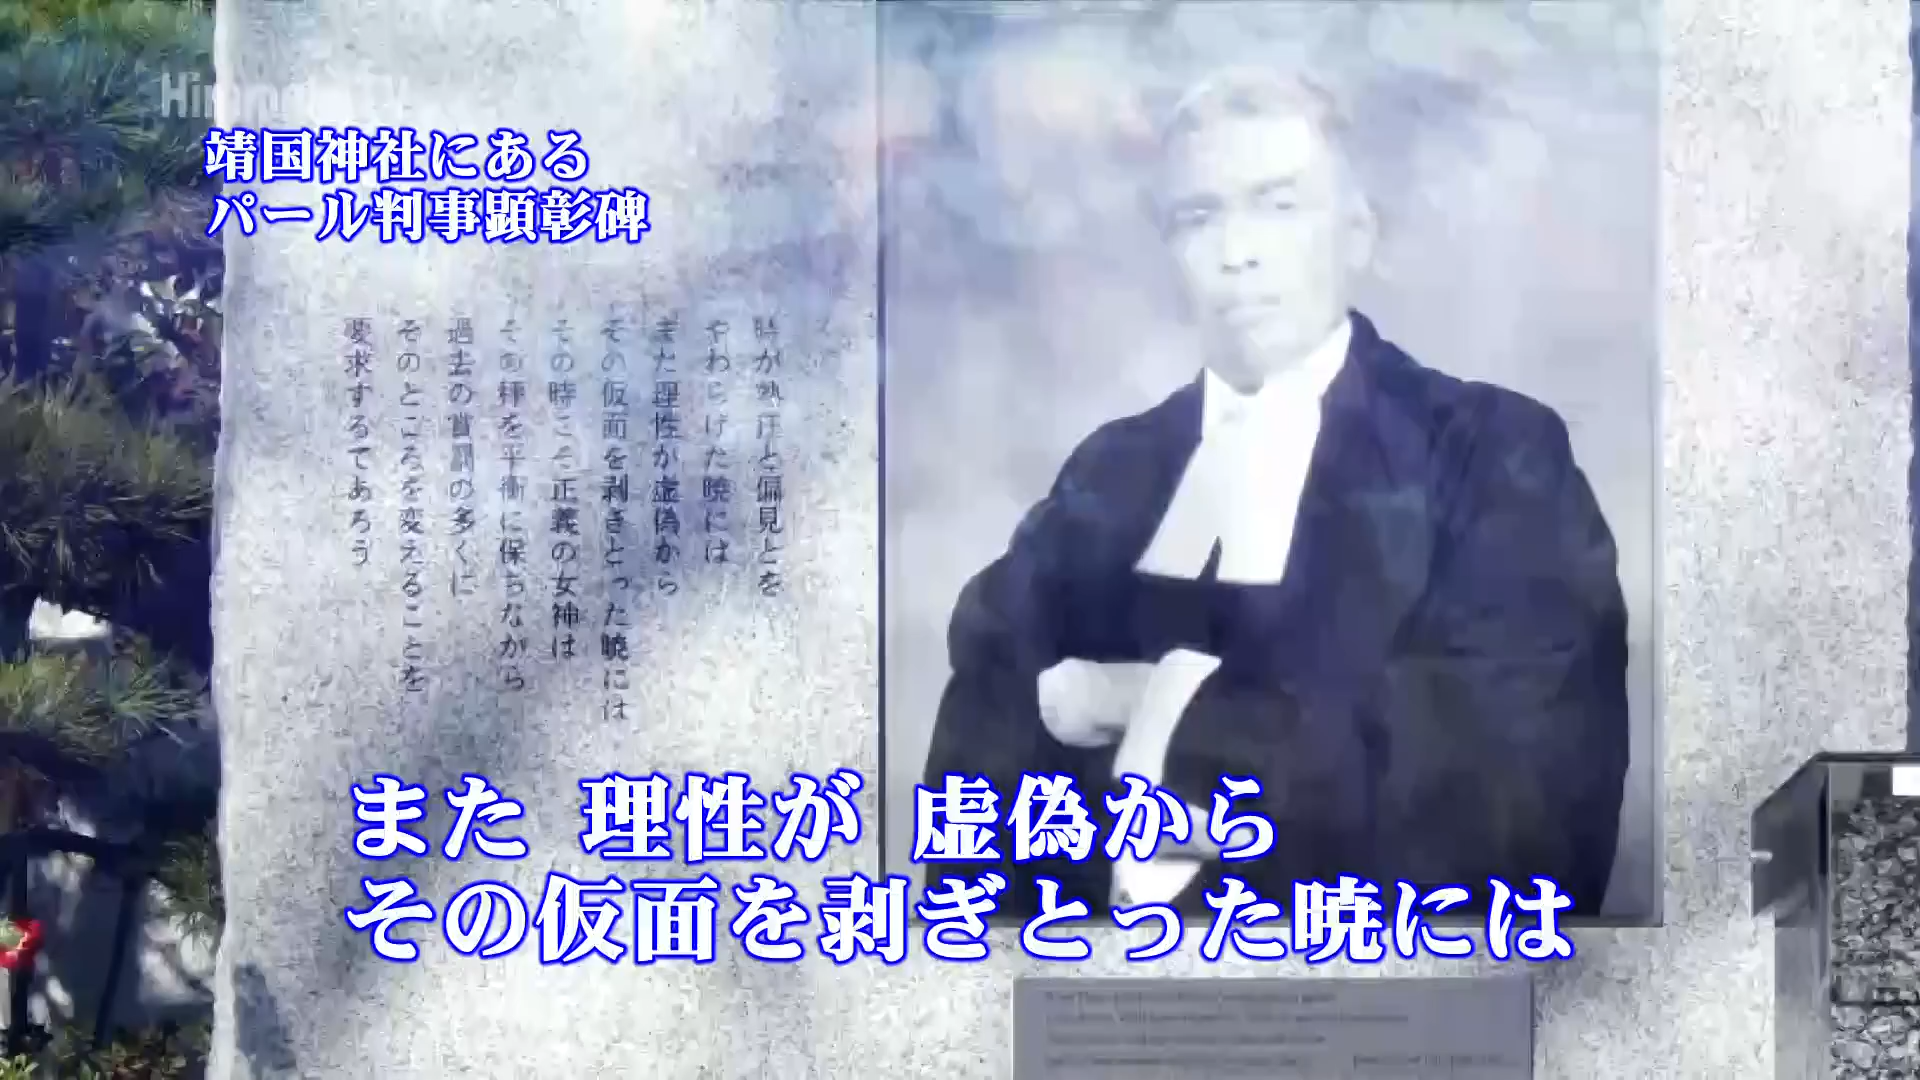 靖国神社にある
パール判事顕彰碑
時が熱狂と偏見とを
やわらげた暁には
また理性が虚偽から
その仮面を剥ぎとった暁には
その時こそ正義の女神は
その秤を平衡に保ちながら
過去の賞罰の多くに
そのところを変えることを
要求するであろう
また 理性が 虚偽から
その仮面を剥ぎとった暁には